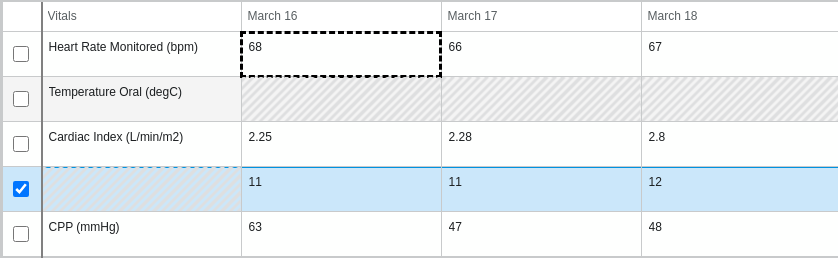 Vitals March 16 March 17 March 18
Heart Rate Monitored (bpm) 68 66 67
Temperature Oral (degC)
Cardiac Index (L/min/m2) 2.25 2.28 2.8
11 11 12
CPP (mmHg) 63 47 48